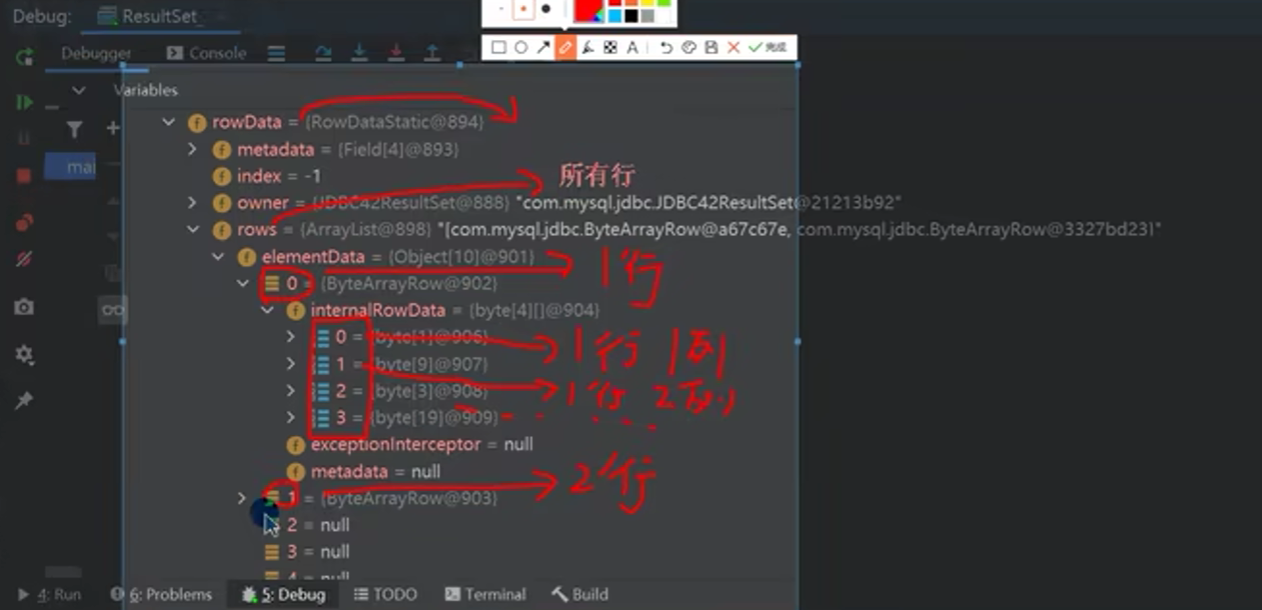 Debug: ResultSet
Debugger Console
完成
Variables
rowData = {RowDataStatic@894}
metadata = {Field[4]@893}
mai
index = -1
所有行
owner = {JDBC42ResultSet@888} "com.mysql.jdbc.JDBC42ResultSet@21213b92"
rows = {ArrayList@898} "[com.mysql.jdbc.ByteArrayRow@a67c67e, com.mysql.jdbc.ByteArrayRow@3327bd23]"
elementData = {Object[10]@901}
1行
0 = {ByteArrayRow@902}
internalRowData = {byte[4][]@904}
0 = {byte[1]@906}
1行 1列
1 = {byte[9]@907}
2 = {byte[3]@908}
1行 2列
3 = {byte[19]@909}
exceptionInterceptor = null
metadata = null
2行
1 = {ByteArrayRow@903}
2 = null
3 = null
4 = null
4: Run 6: Problems 5: Debug TODO Terminal Build